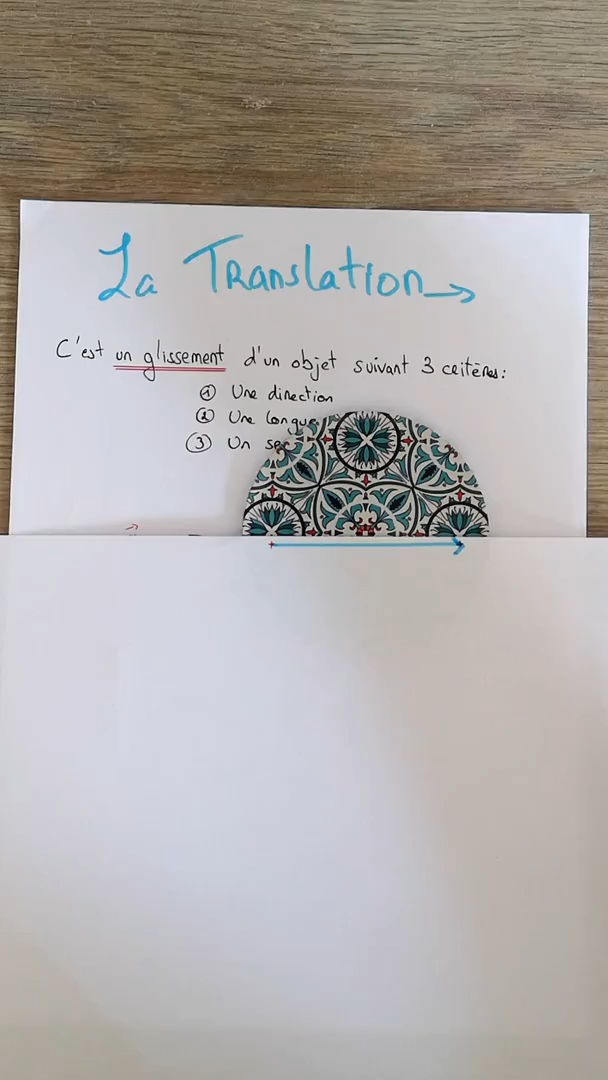 La Translation
C'est un glissement d'un objet suivant 3 critères:
① Une direction
② Une
③ Un